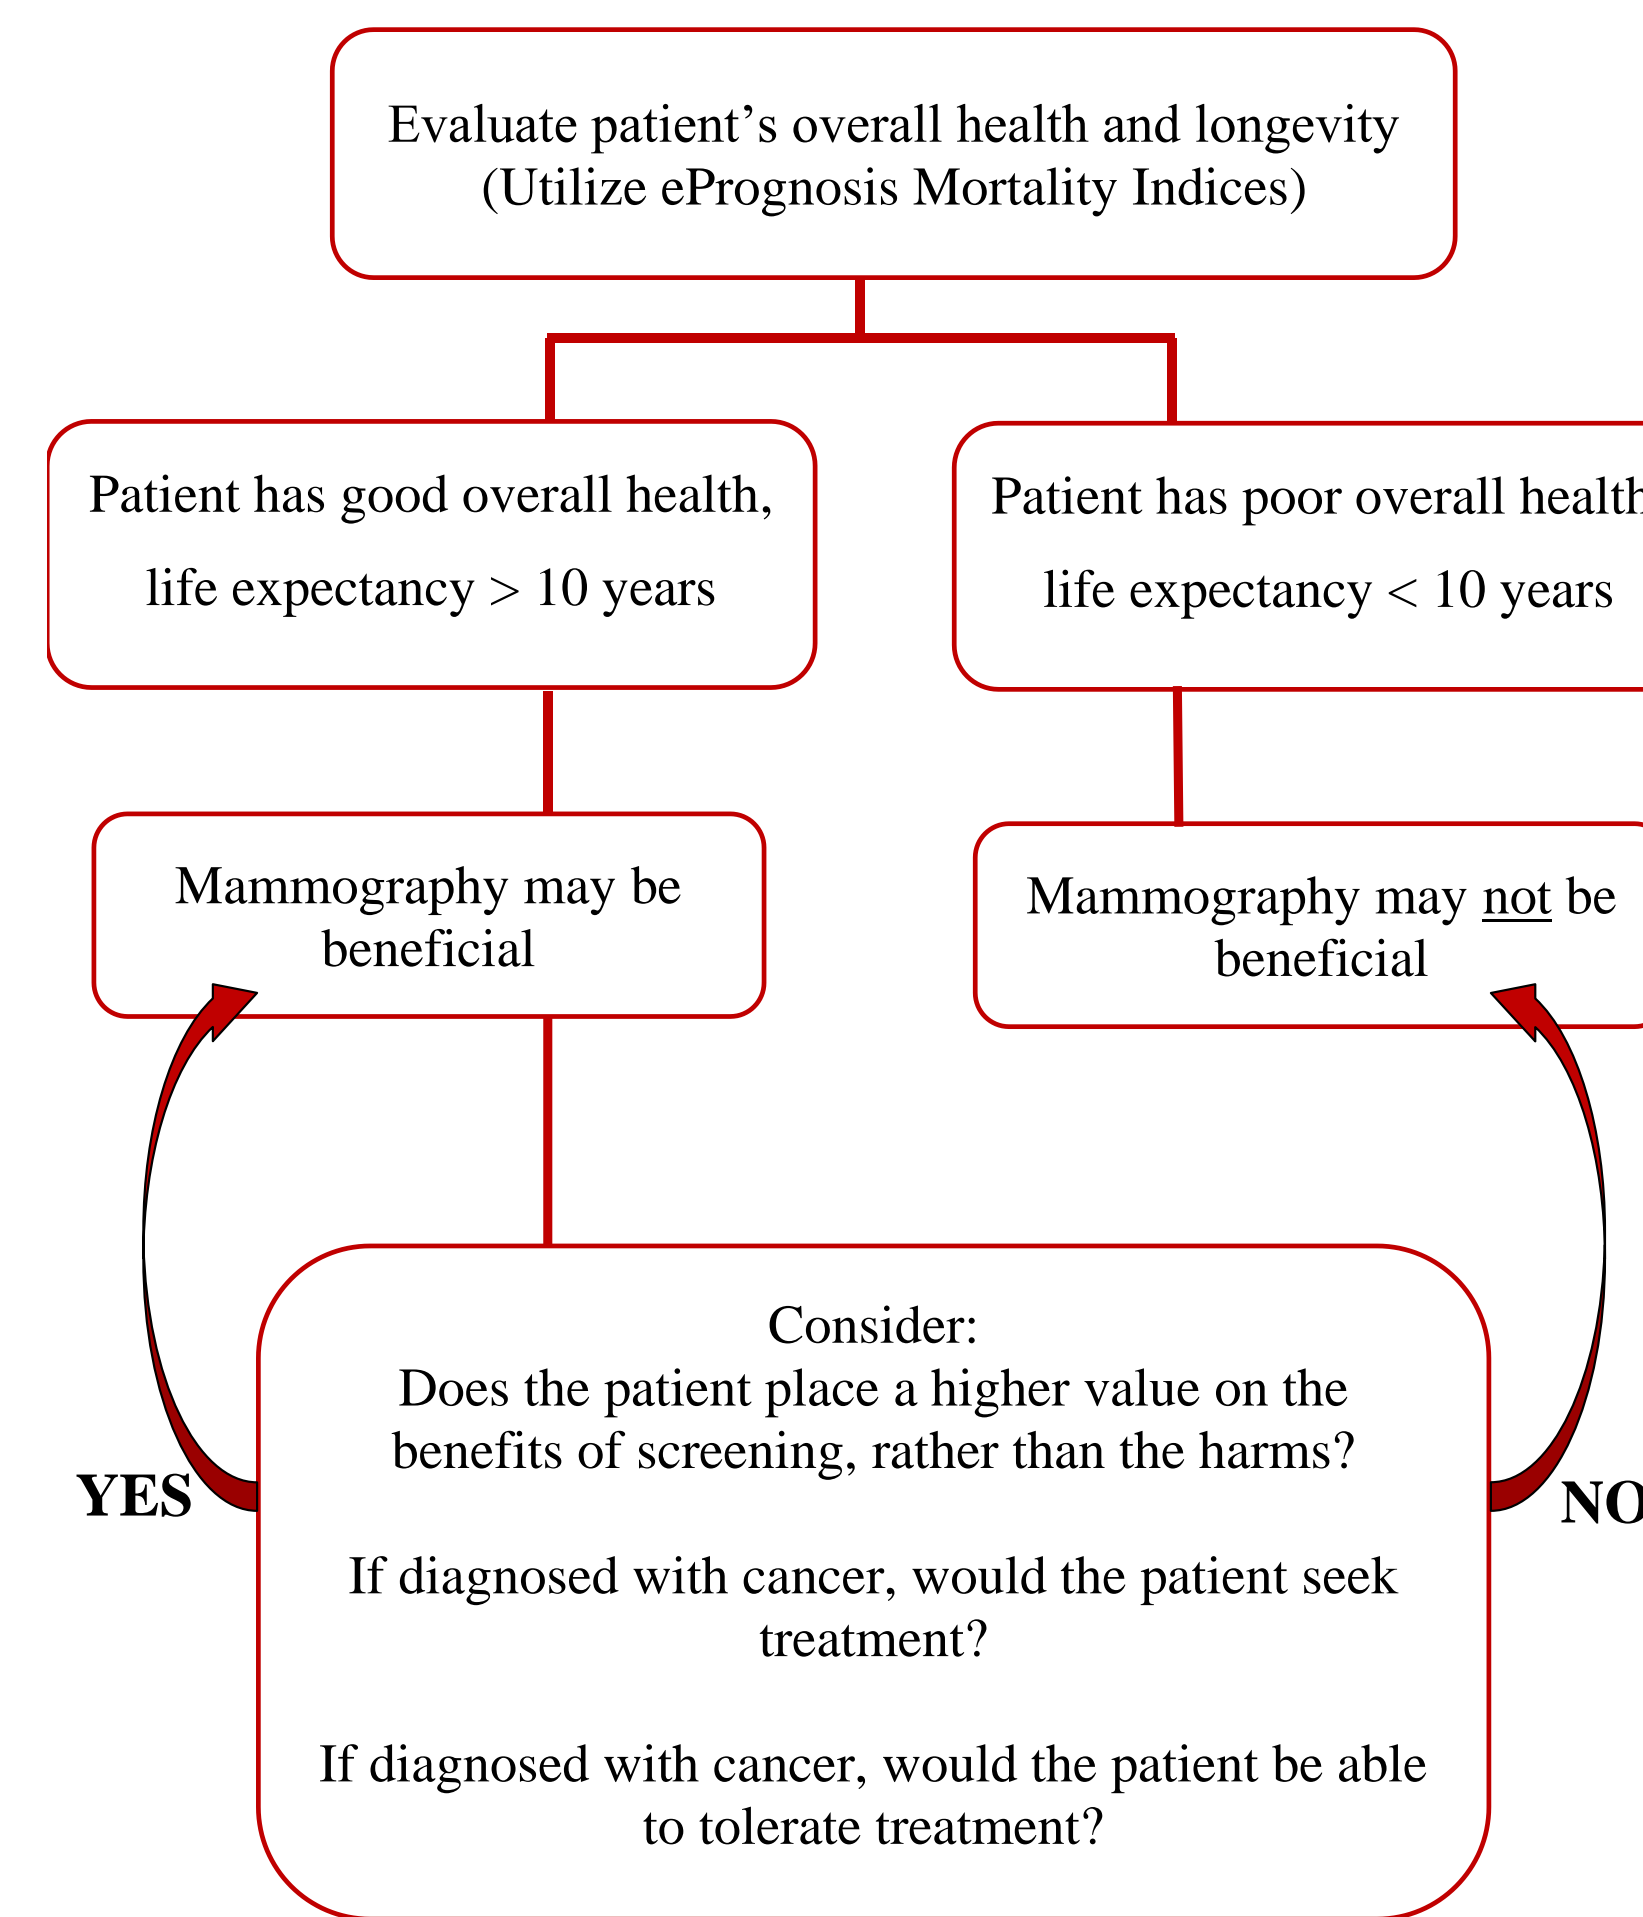 Evaluate patient’s overall health and longevity
(Utilize ePrognosis Mortality Indices)
Patient has good overall health,
life expectancy > 10 years
Patient has poor overall health
life expectancy < 10 years
Mammography may be
beneficial
Mammography may not be
beneficial
Consider:
Does the patient place a higher value on the
benefits of screening, rather than the harms?
YES
NO
If diagnosed with cancer, would the patient seek
treatment?
If diagnosed with cancer, would the patient be able
to tolerate treatment?